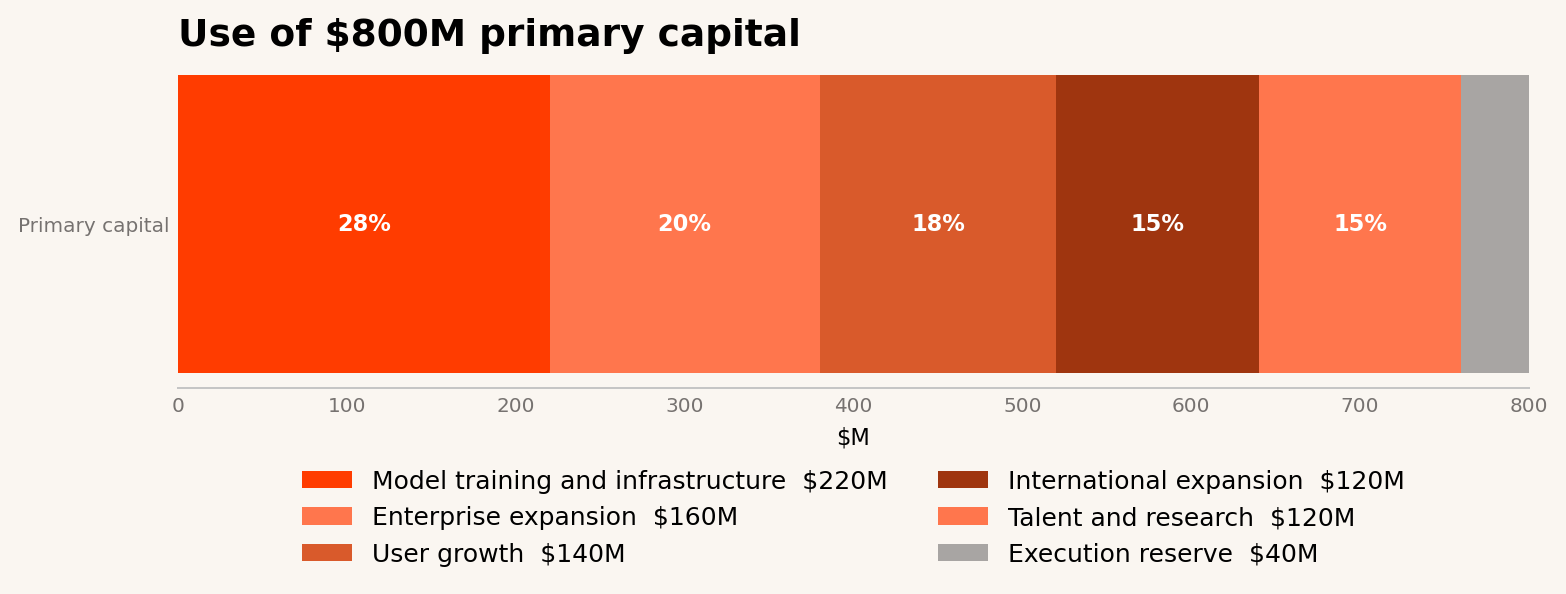 Use of $800M primary capital
Primary capital
28%
20%
18%
15%
15%
0 100 200 300 400 500 600 700 800
$M
Model training and infrastructure $220M
Enterprise expansion $160M
User growth $140M
International expansion $120M
Talent and research $120M
Execution reserve $40M